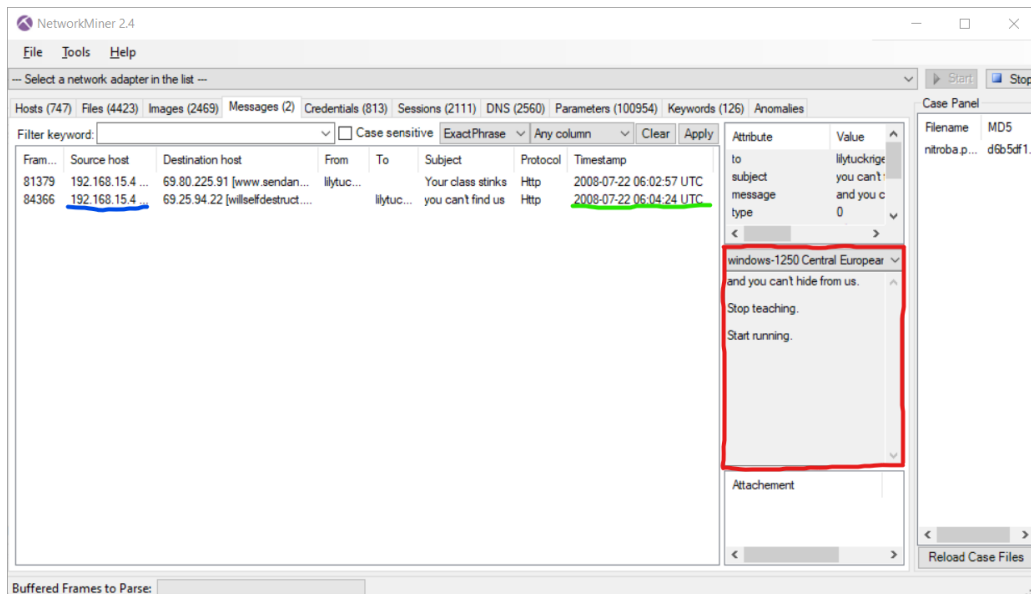 NetworkMiner 2.4
File Tools Help
--- Select a network adapter in the list --- Start Stop
Hosts (747) Files (4423) Images (2469) Messages (2) Credentials (813) Sessions (2111) DNS (2560) Parameters (100954) Keywords (126) Anomalies
Filter keyword: Case sensitive ExactPhrase Any column Clear Apply
Fram... Source host Destination host From To Subject Protocol Timestamp
81379 192.168.15.4 ... 69.80.225.91 [www.sendan... lilytuc... Your class stinks Http 2008-07-22 06:02:57 UTC
84366 192.168.15.4 ... 69.25.94.22 [willselfdestruct.... lilytuc... you can't find us Http 2008-07-22 06:04:24 UTC
Attribute Value
to lilytuckrige
subject you can't
message and you c
type 0
windows-1250 Central European
and you can't hide from us.
Stop teaching.
Start running.
Attachement
Case Panel
Filename MD5
nitroba.p... d6b5df1.
Reload Case Files
Buffered Frames to Parse: